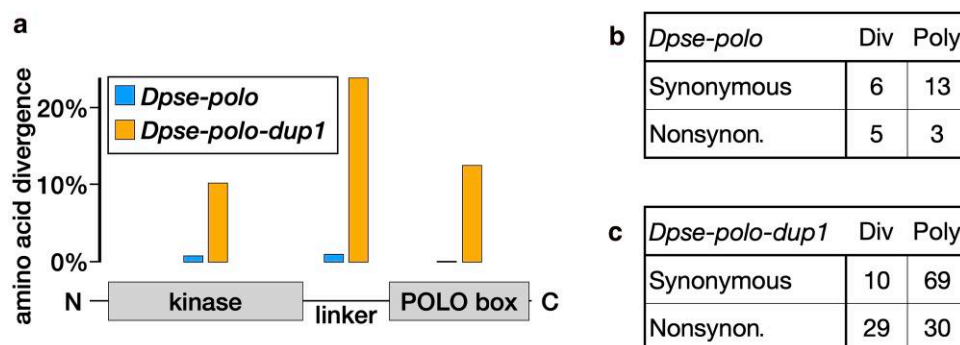 a
amino acid divergence
20%
10%
0%
Dpse-polo
Dpse-polo-dup1
N
kinase
linker
POLO box
C
b
Dpse-polo Div Poly
Synonymous 6 13
Nonsynon. 5 3
c
Dpse-polo-dup1 Div Poly
Synonymous 10 69
Nonsynon. 29 30